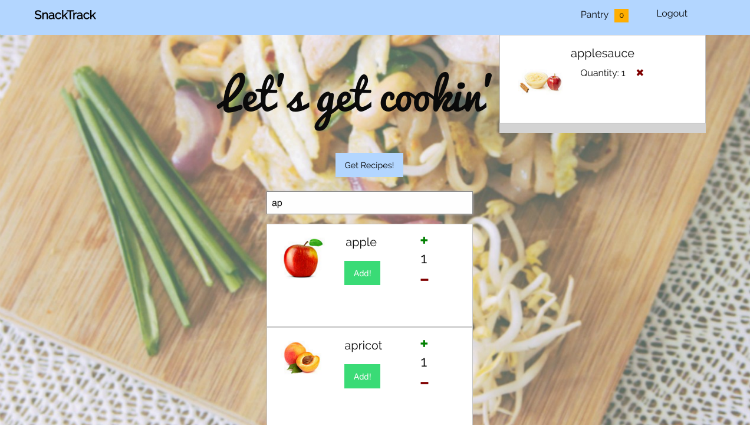 SnackTrack
Pantry 0 Logout
applesauce
Quantity: 1
Let's get cookin'
Get Recipes!
ap
apple
Add!
1
apricot
Add!
1